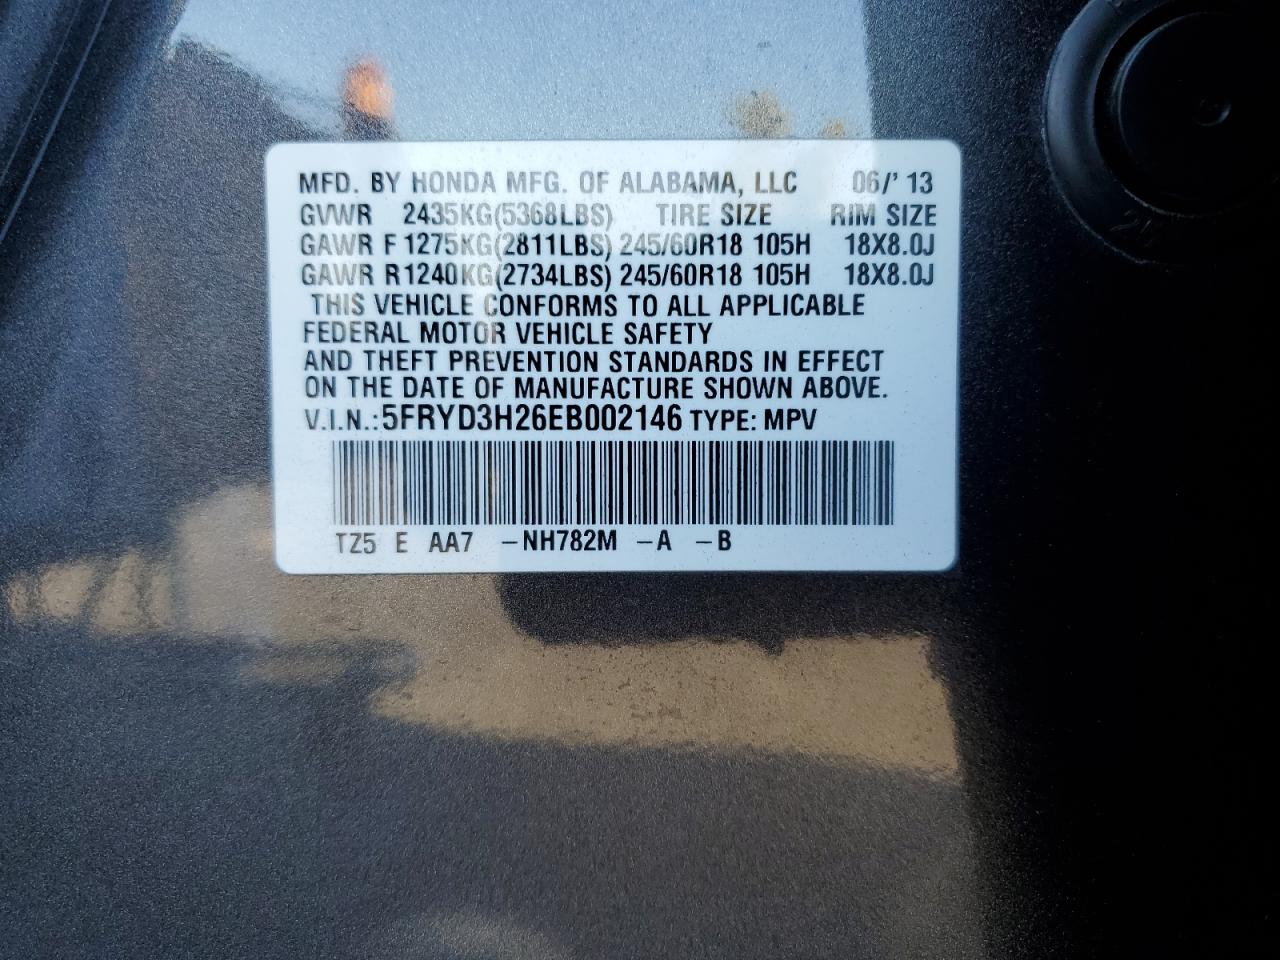 MFD. BY HONDA MFG. OF ALABAMA, LLC 06/' 13
GVWR 2435KG(5368LBS) TIRE SIZE RIM SIZE
GAWR F 1275KG(2811LBS) 245/60R18 105H 18X8.0J
GAWR R1240KG(2734LBS) 245/60R18 105H 18X8.0J
THIS VEHICLE CONFORMS TO ALL APPLICABLE
FEDERAL MOTOR VEHICLE SAFETY
AND THEFT PREVENTION STANDARDS IN EFFECT
ON THE DATE OF MANUFACTURE SHOWN ABOVE.
V.I.N.: 5FRYD3H26EB002146 TYPE: MPV
TZ5 E AA7 -NH782M -A -B